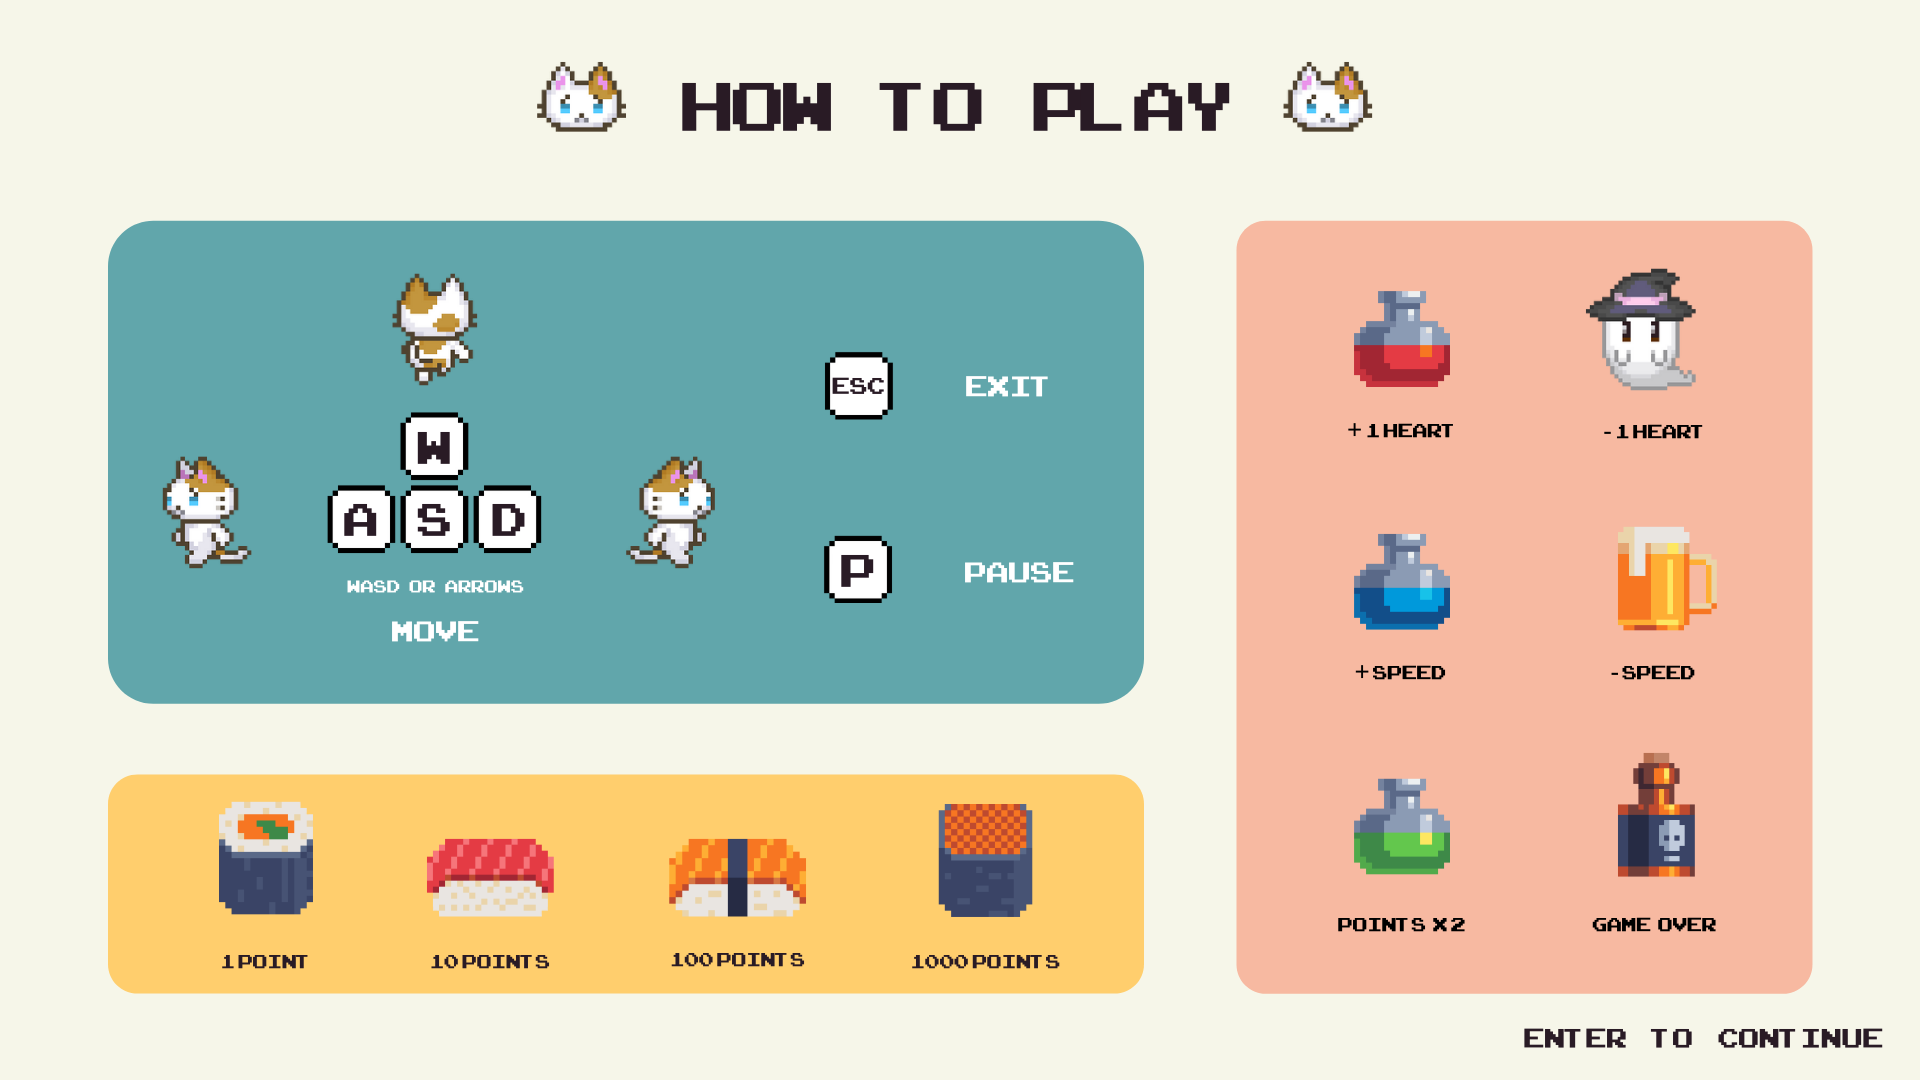 HOW TO PLAY
W
A S D
WASD OR ARROWS
MOVE
ESC
EXIT
P
PAUSE
1 POINT
10 POINTS
100 POINTS
1000 POINTS
+1 HEART
-1 HEART
+SPEED
-SPEED
POINTS X2
GAME OVER
ENTER TO CONTINUE